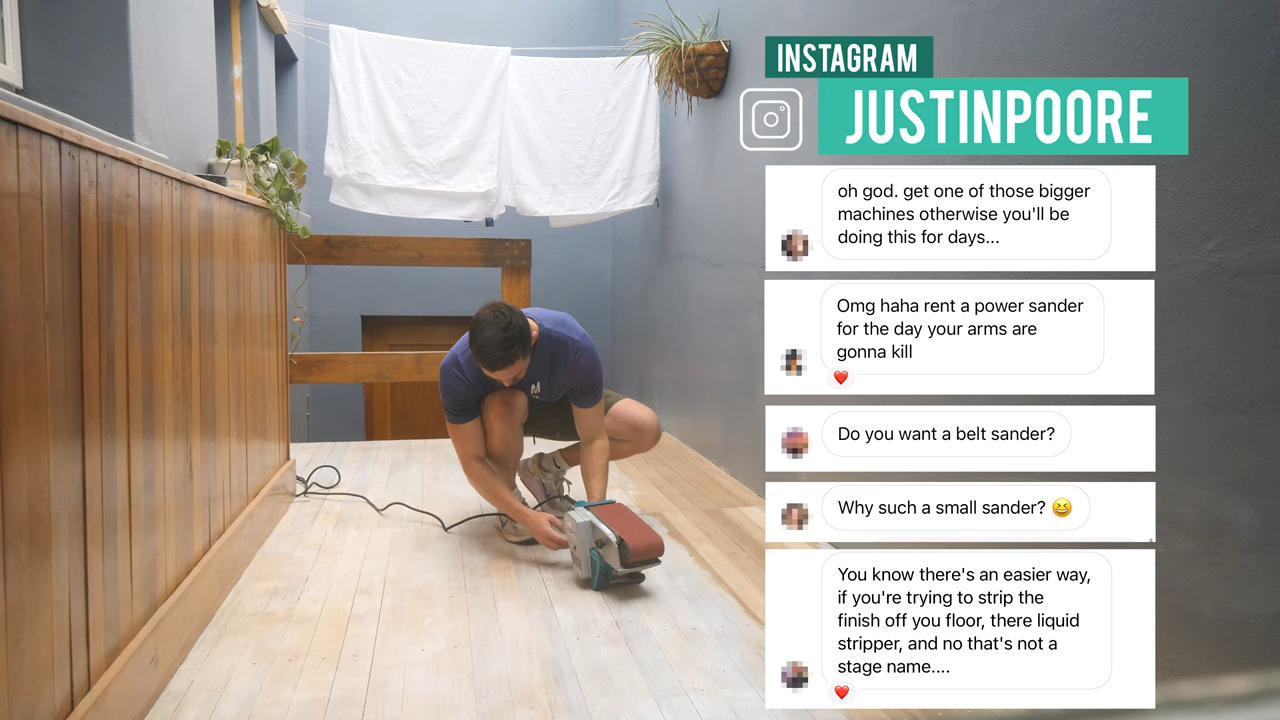 INSTAGRAM
JUSTINPOORE
oh god. get one of those bigger
machines otherwise you'll be
doing this for days...
Omg haha rent a power sander
for the day your arms are
gonna kill
❤️
Do you want a belt sander?
Why such a small sander? 😆
You know there's an easier way,
if you're trying to strip the
finish off you floor, there liquid
stripper, and no that's not a
stage name....
❤️
M